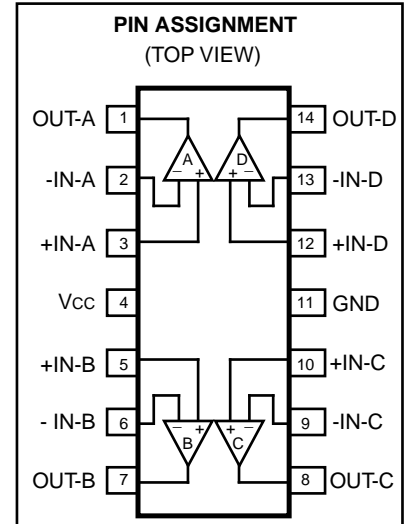 PIN ASSIGNMENT
(TOP VIEW)
OUT-A 1 14 OUT-D
A D
-IN-A 2 − + + − 13 -IN-D
+IN-A 3 12 +IN-D
VCC 4 11 GND
+IN-B 5 10 +IN-C
- IN-B 6 − + + − 9 -IN-C
B C
OUT-B 7 8 OUT-C